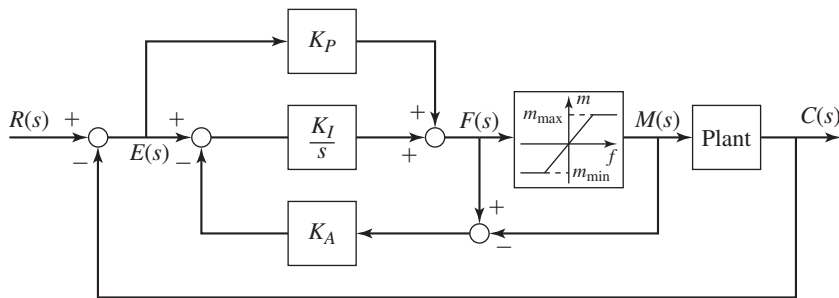 K_P
R(s)
+
−
E(s)
+
−
K_I
s
+
+
F(s)
m
m_max
f
m_min
M(s)
Plant
C(s)
K_A
+
−